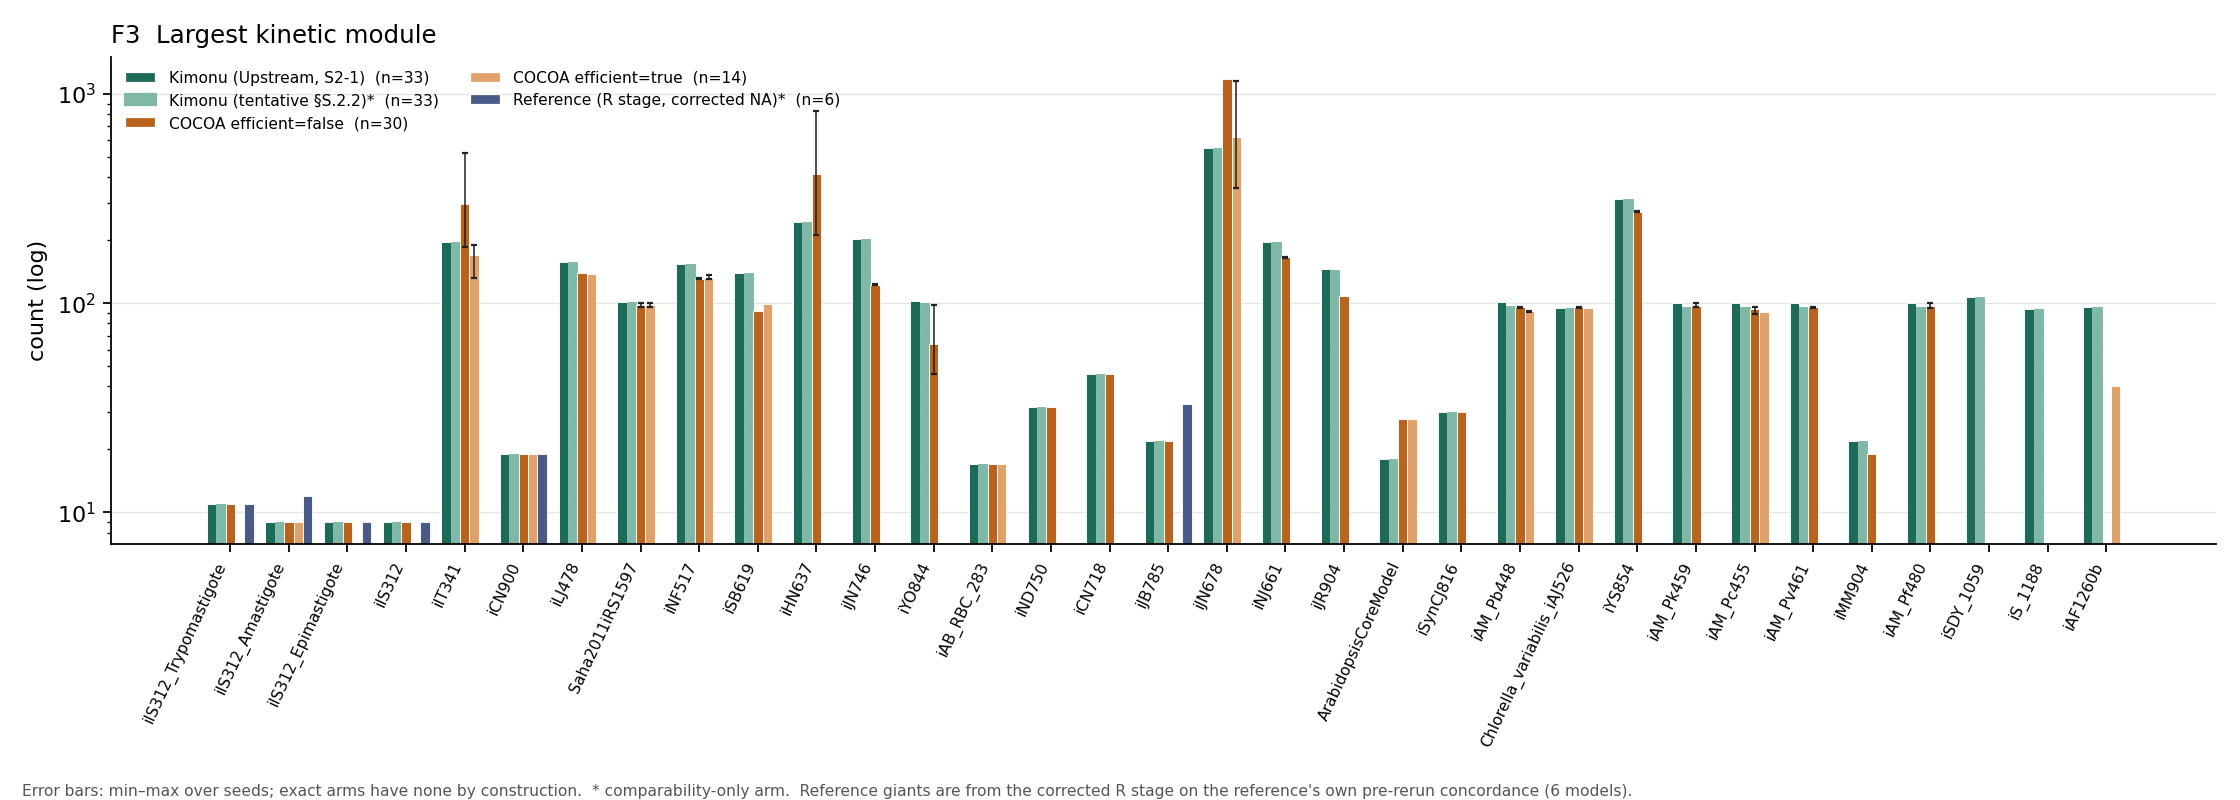 F3  Largest kinetic module
Kimonu (Upstream, S2-1)  (n=33)
Kimonu (tentative §S.2.2)*  (n=33)
COCOA efficient=false  (n=30)
COCOA efficient=true  (n=14)
Reference (R stage, corrected NA)*  (n=6)
count (log)
10³
10²
10¹
iIS312_Trypomastigote
iIS312_Amastigote
iIS312_Epimastigote
iIS312
iIT341
iCN900
iLJ478
Saha2011iRS1597
iNF517
iSB619
iHN637
iJN746
iYO844
iAB_RBC_283
iND750
iCN718
iJB785
iJN678
iNJ661
iJR904
ArabidopsisCoreModel
iSynCJ816
iAM_Pb448
Chlorella_variabilis_iAJ526
iYS854
iAM_Pk459
iAM_Pc455
iAM_Pv461
iMM904
iAM_Pf480
iSDY_1059
iS_1188
iAF1260b
Error bars: min–max over seeds; exact arms have none by construction.  * comparability-only arm.  Reference giants are from the corrected R stage on the reference's own pre-rerun concordance (6 models).